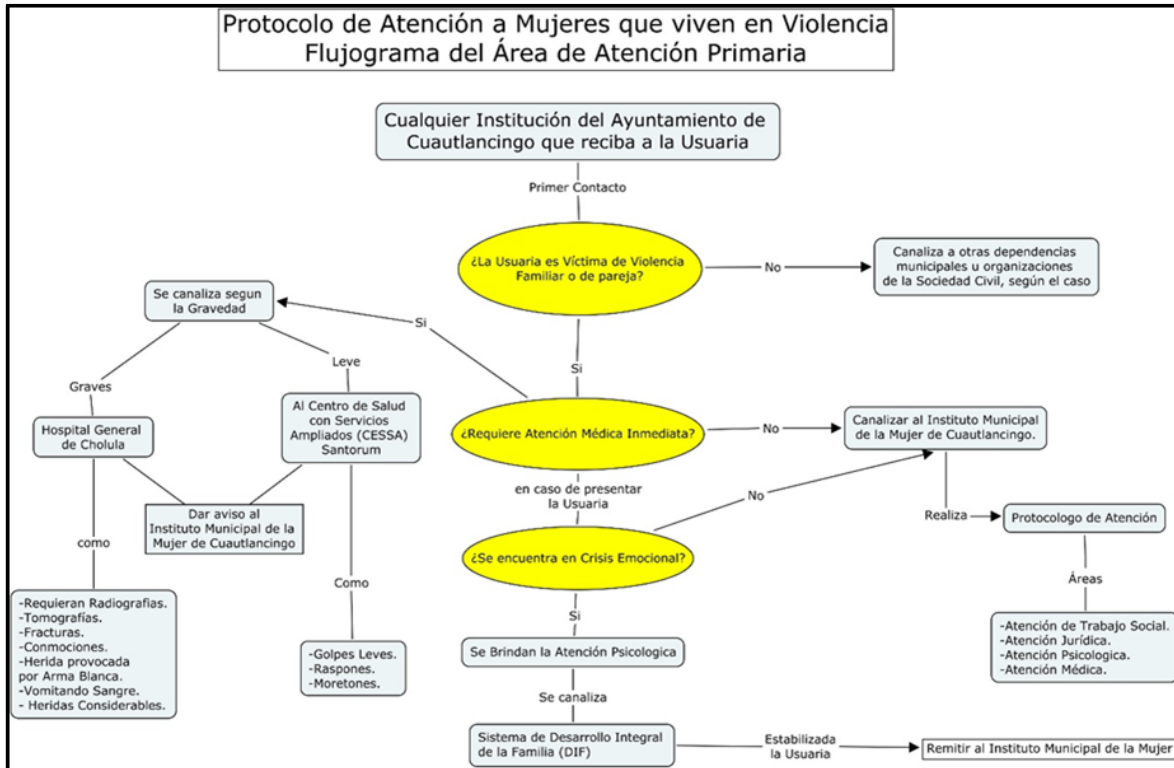 Protocolo de Atención a Mujeres que viven en Violencia
Flujograma del Área de Atención Primaria
Cualquier Institución del Ayuntamiento de
Cuautlancingo que reciba a la Usuaria
Primer Contacto
¿La Usuaria es Víctima de Violencia
Familiar o de pareja?
No
Canaliza a otras dependencias
municipales u organizaciones
de la Sociedad Civil, según el caso
Se canaliza segun
la Gravedad
Si
Si
Graves
Leve
Hospital General
de Cholula
Al Centro de Salud
con Servicios
Ampliados (CESSA)
Santorum
¿Requiere Atención Médica Inmediata?
No
Canalizar al Instituto Municipal
de la Mujer de Cuautlancingo.
en caso de presentar
la Usuaria
No
Realiza
Protocologo de Atención
Dar aviso al
Instituto Municipal de la
Mujer de Cuautlancingo
como
¿Se encuentra en Crisis Emocional?
Como
Áreas
-Requieran Radiografias.
-Tomografías.
-Fracturas.
-Conmociones.
-Herida provocada
por Arma Blanca.
-Vomitando Sangre.
- Heridas Considerables.
-Golpes Leves.
-Raspones.
-Moretones.
Si
Se Brindan la Atención Psicologica
-Atención de Trabajo Social.
-Atención Jurídica.
-Atención Psicologica.
-Atención Médica.
Se canaliza
Sistema de Desarrollo Integral
de la Familia (DIF)
Estabilizada
la Usuaria
Remitir al Instituto Municipal de la Mujer